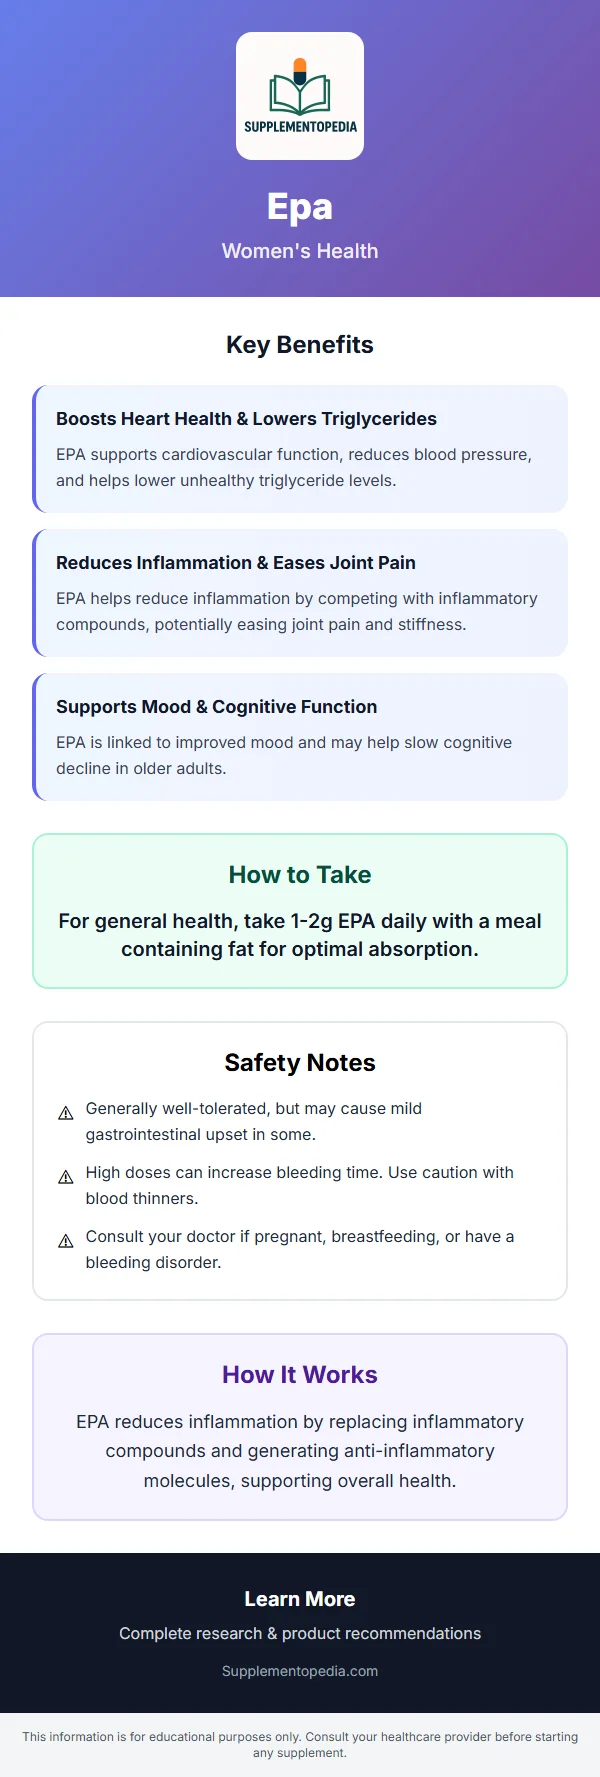 SUPPLEMENTOPEDIA
Epa
Women's Health
Key Benefits
Boosts Heart Health & Lowers Triglycerides
EPA supports cardiovascular function, reduces blood pressure,
and helps lower unhealthy triglyceride levels.
Reduces Inflammation & Eases Joint Pain
EPA helps reduce inflammation by competing with inflammatory
compounds, potentially easing joint pain and stiffness.
Supports Mood & Cognitive Function
EPA is linked to improved mood and may help slow cognitive
decline in older adults.
How to Take
For general health, take 1-2g EPA daily with a meal
containing fat for optimal absorption.
Safety Notes
Generally well-tolerated, but may cause mild
gastrointestinal upset in some.
High doses can increase bleeding time. Use caution with
blood thinners.
Consult your doctor if pregnant, breastfeeding, or have a
bleeding disorder.
How It Works
EPA reduces inflammation by replacing inflammatory
compounds and generating anti-inflammatory
molecules, supporting overall health.
Learn More
Complete research & product recommendations
Supplementopedia.com
This information is for educational purposes only. Consult your healthcare provider before starting
any supplement.